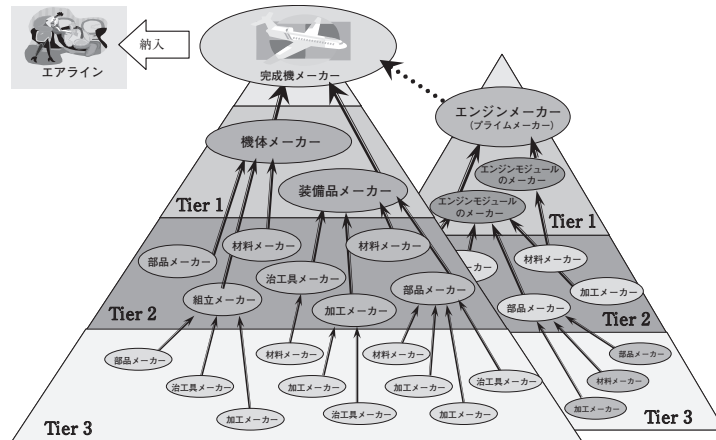 納入
エアライン
完成機メーカー
エンジンメーカー
(プライムメーカー)
機体メーカー
エンジンモジュール
のメーカー
装備品メーカー
エンジンモジュール
のメーカー
Tier 1
Tier 1
材料メーカー
材料メーカー
部品メーカー
材料メーカー
ーカー
治工具メーカー
部品メーカー
加工メーカー
組立メーカー
加工メーカー
部品メーカー
Tier 2
Tier 2
部品メーカー
材料メーカー
材料メーカー
部品メーカー
治工具メーカー
加工メーカー
加工メーカー
治工具メーカー
材料メーカー
加工メーカー
治工具メーカー
加工メーカー
加工メーカー
Tier 3
Tier 3